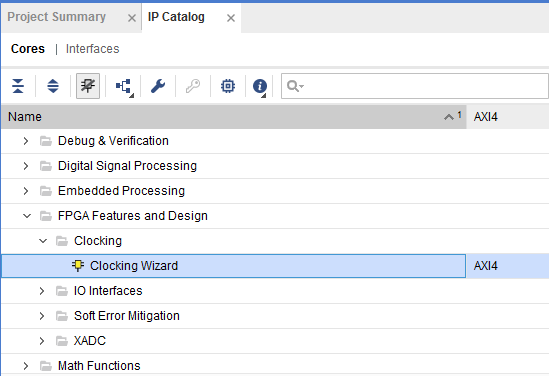 Project Summary × IP Catalog ×
Cores | Interfaces
Name 1 AXI4
Debug & Verification
Digital Signal Processing
Embedded Processing
FPGA Features and Design
Clocking
Clocking Wizard AXI4
IO Interfaces
Soft Error Mitigation
XADC
Math Functions